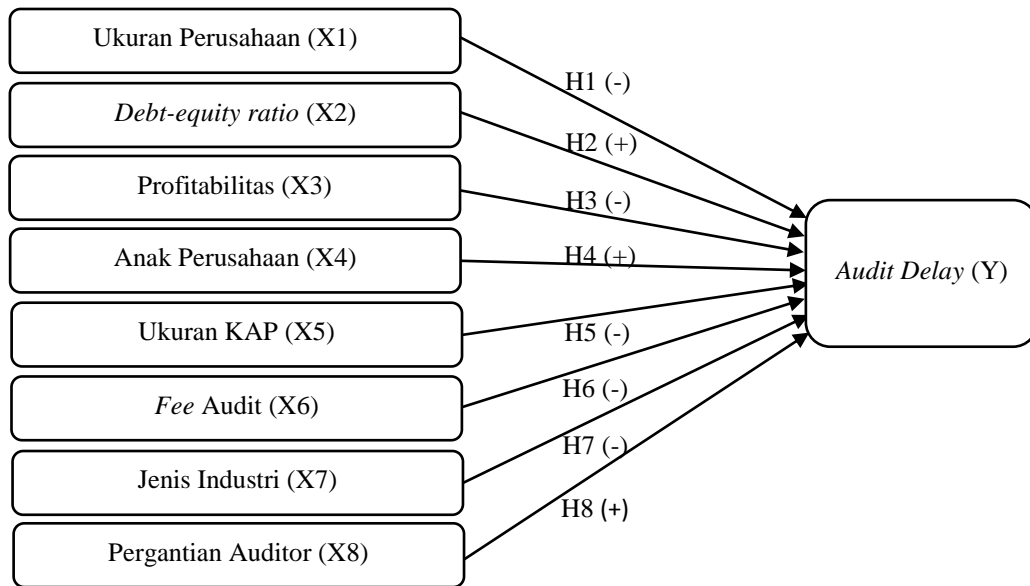 Ukuran Perusahaan (X1)
H1 (-)
Debt-equity ratio (X2)
H2 (+)
Profitabilitas (X3)
H3 (-)
Anak Perusahaan (X4)
H4 (+)
Audit Delay (Y)
Ukuran KAP (X5)
H5 (-)
Fee Audit (X6)
H6 (-)
Jenis Industri (X7)
H7 (-)
Pergantian Auditor (X8)
H8 (+)